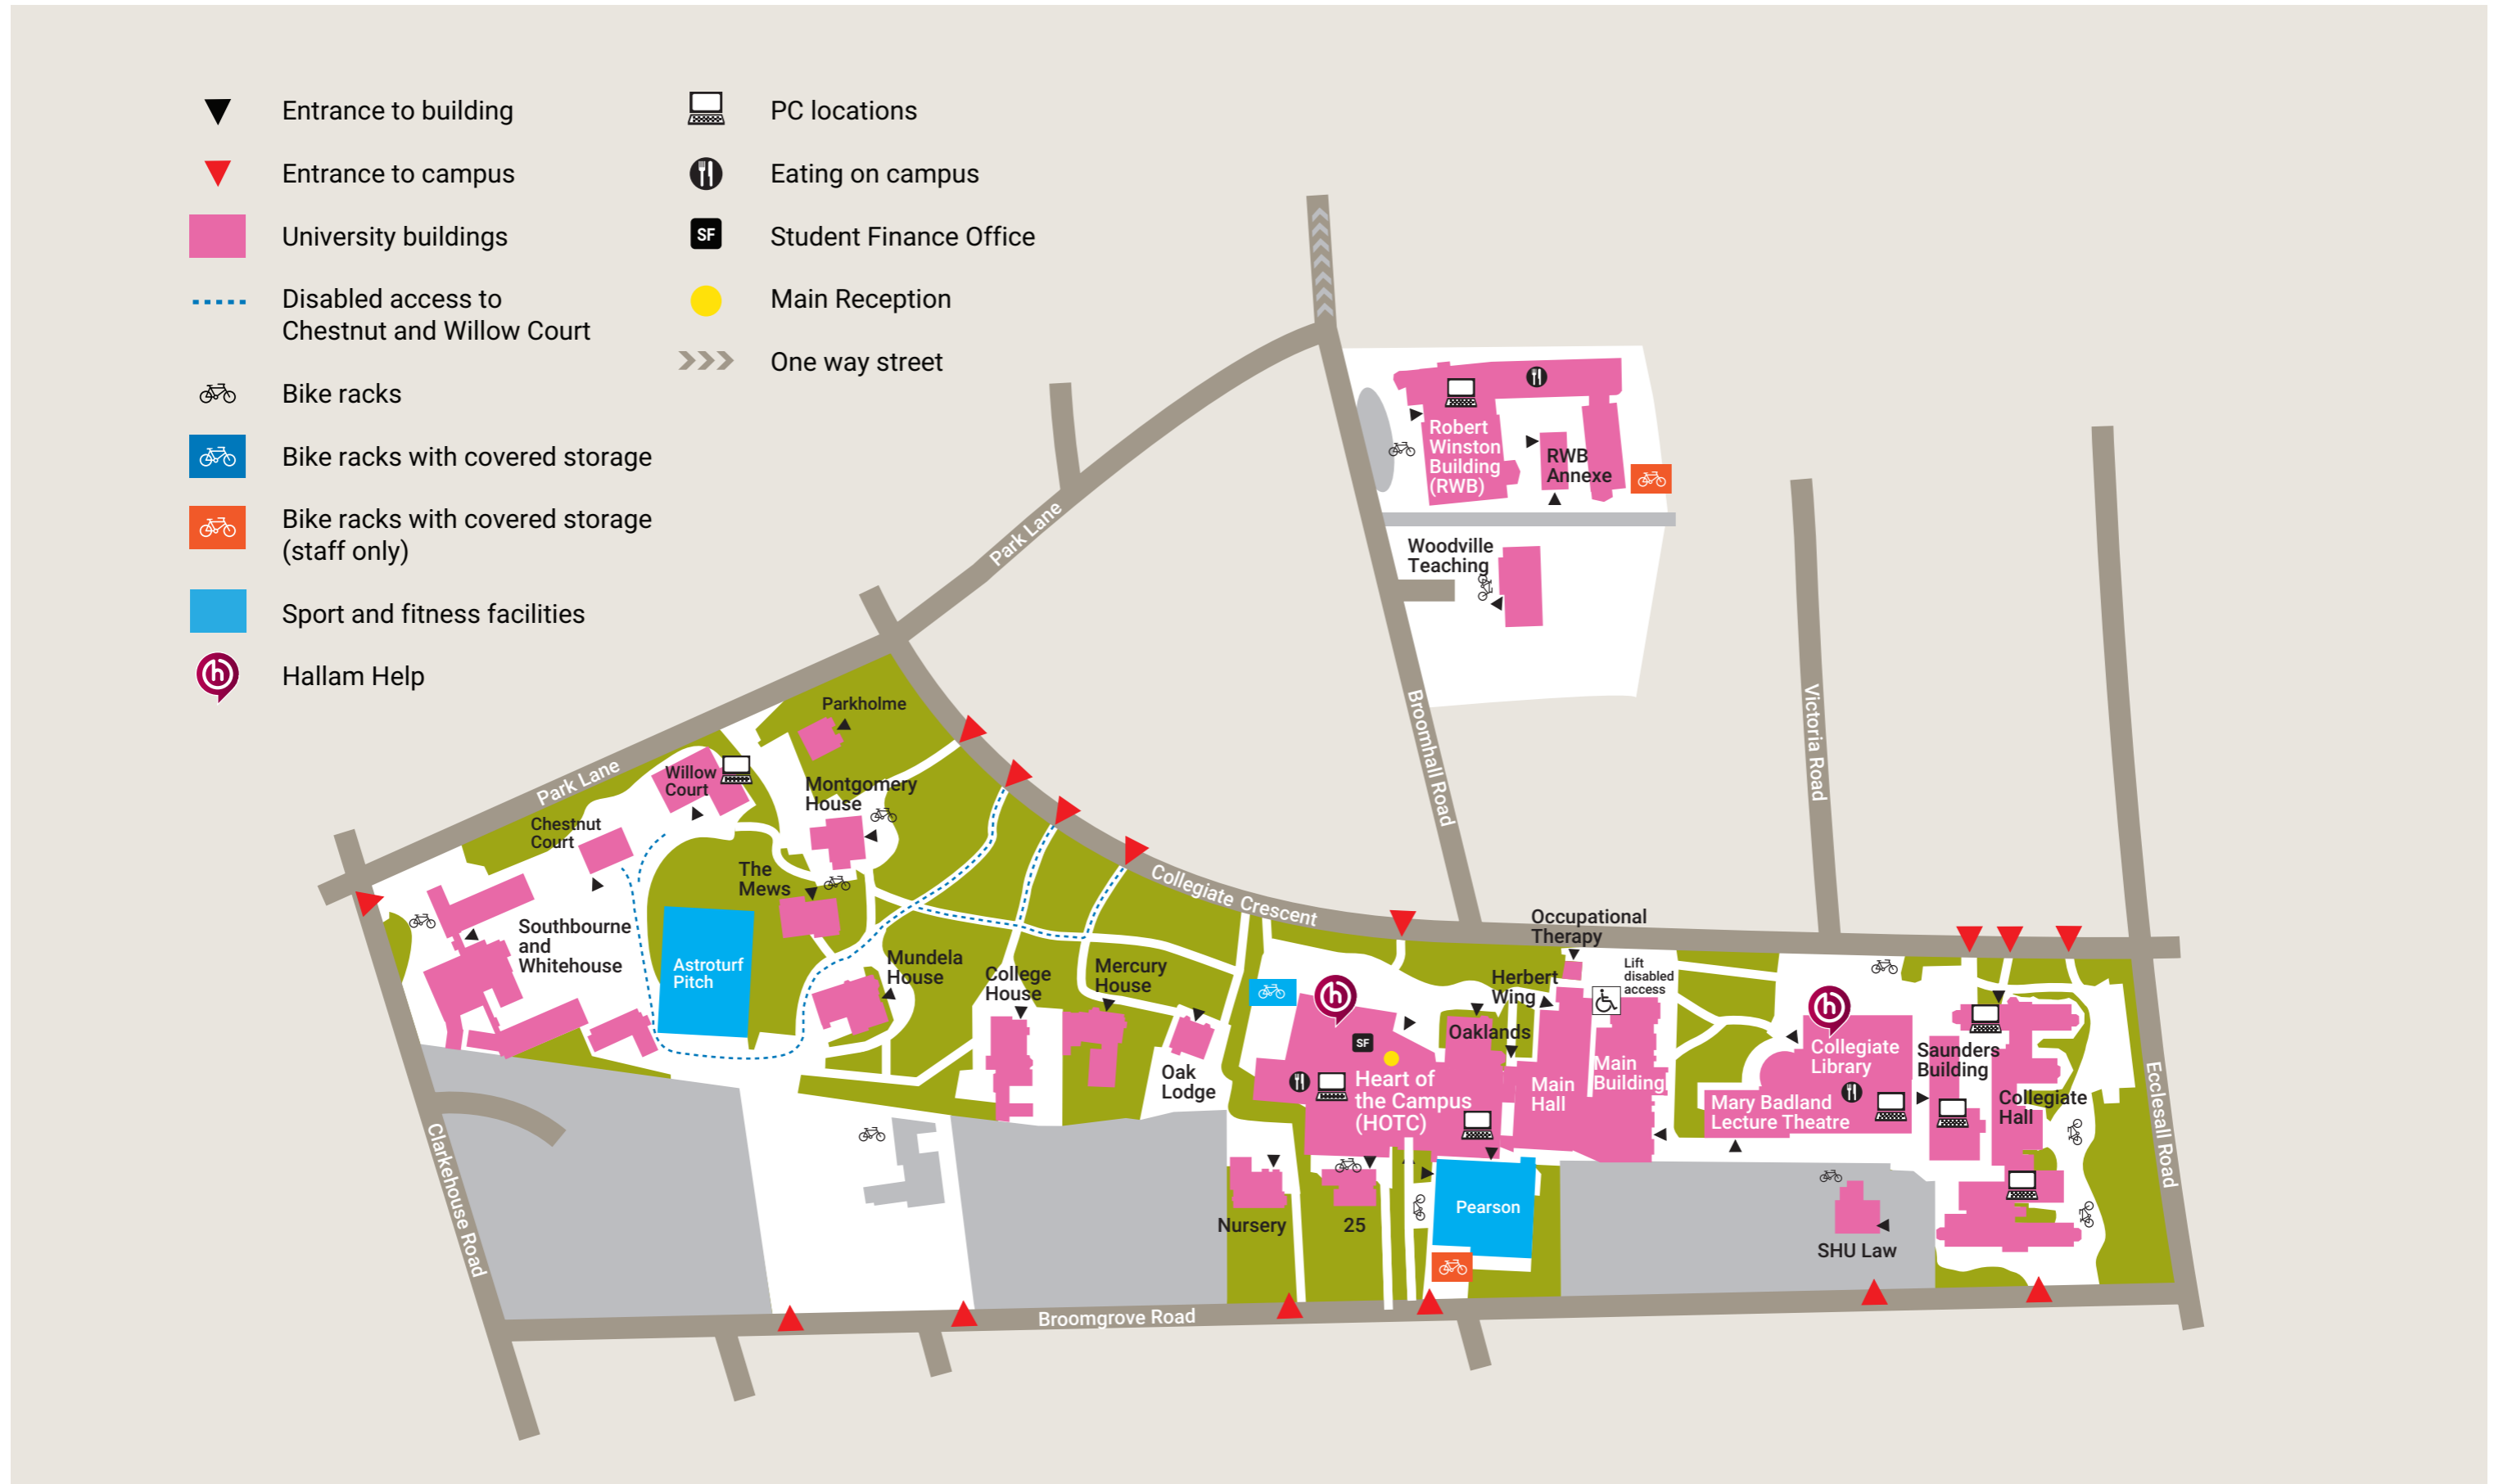 Entrance to building
Entrance to campus
University buildings
Disabled access to
Chestnut and Willow Court
Bike racks
Bike racks with covered storage
Bike racks with covered storage
(staff only)
Sport and fitness facilities
h
Hallam Help
PC locations
Eating on campus
SF
Student Finance Office
Main Reception
One way street
Robert
Winston
Building
(RWB)
RWB
Annexe
Woodville
Teaching
Park Lane
Broomhall Road
Victoria Road
Parkholme
Park Lane
Willow
Court
Montgomery
House
Chestnut
Court
The
Mews
Collegiate Crescent
Southbourne
and
Whitehouse
Astroturf
Pitch
Mundela
House
College
House
Mercury
House
Oak
Lodge
Occupational
Therapy
Lift
disabled
access
Herbert
Wing
h
SF
Oaklands
Heart of
the Campus
(HOTC)
Main
Hall
Main
Building
h
Collegiate
Library
Mary Badland
Lecture Theatre
Saunders
Building
Collegiate
Hall
Ecclesall Road
Clarkehouse Road
Nursery
25
Pearson
SHU Law
Broomgrove Road